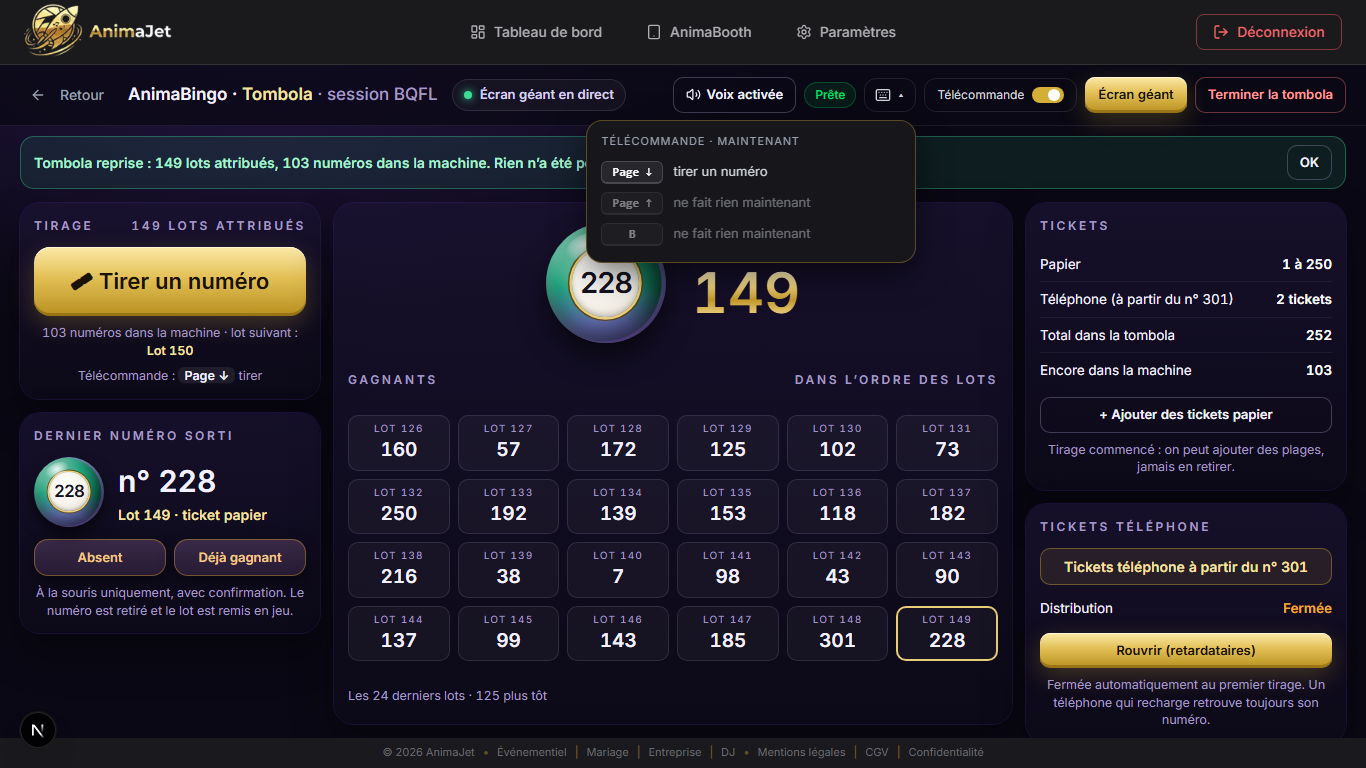 AnimaJet
Tableau de bord
AnimaBooth
Paramètres
Déconnexion
Retour
AnimaBingo · Tombola · session BQFL
Écran géant en direct
Voix activée
Prête
Télécommande
Écran géant
Terminer la tombola
TÉLÉCOMMANDE · MAINTENANT
Page ↓ tirer un numéro
Page ↑ ne fait rien maintenant
B ne fait rien maintenant
Tombola reprise : 149 lots attribués, 103 numéros dans la machine. Rien n'a été
OK
TIRAGE 149 LOTS ATTRIBUÉS
Tirer un numéro
103 numéros dans la machine · lot suivant :
Lot 150
Télécommande : Page ↓ tirer
DERNIER NUMÉRO SORTI
228
n° 228
Lot 149 · ticket papier
Absent
Déjà gagnant
À la souris uniquement, avec confirmation. Le
numéro est retiré et le lot est remis en jeu.
228
149
GAGNANTS DANS L'ORDRE DES LOTS
LOT 126 LOT 127 LOT 128 LOT 129 LOT 130 LOT 131
160 57 172 125 102 73
LOT 132 LOT 133 LOT 134 LOT 135 LOT 136 LOT 137
250 192 139 153 118 182
LOT 138 LOT 139 LOT 140 LOT 141 LOT 142 LOT 143
216 38 7 98 43 90
LOT 144 LOT 145 LOT 146 LOT 147 LOT 148 LOT 149
137 99 143 185 301 228
Les 24 derniers lots · 125 plus tôt
TICKETS
Papier 1 à 250
Téléphone (à partir du n° 301) 2 tickets
Total dans la tombola 252
Encore dans la machine 103
+ Ajouter des tickets papier
Tirage commencé : on peut ajouter des plages,
jamais en retirer.
TICKETS TÉLÉPHONE
Tickets téléphone à partir du n° 301
Distribution Fermée
Rouvrir (retardataires)
Fermée automatiquement au premier tirage. Un
téléphone qui recharge retrouve toujours son
numéro.
N
© 2026 AnimaJet • Événementiel | Mariage | Entreprise | DJ • Mentions légales | CGV | Confidentialité